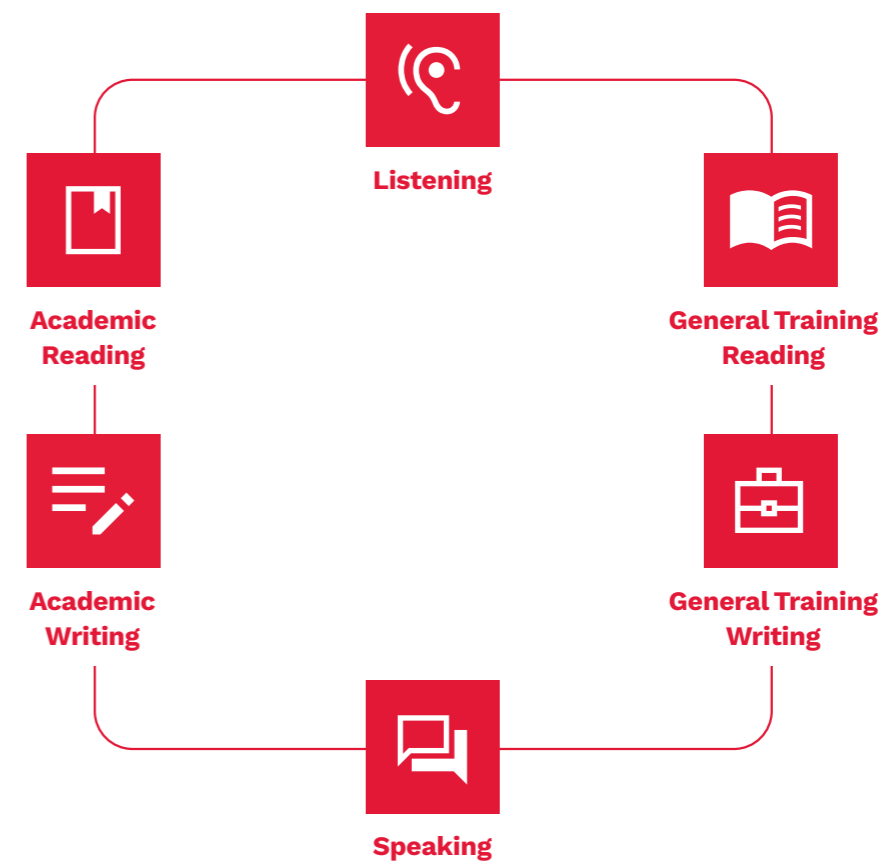 Listening
Academic
Reading
General Training
Reading
Academic
Writing
General Training
Writing
Speaking